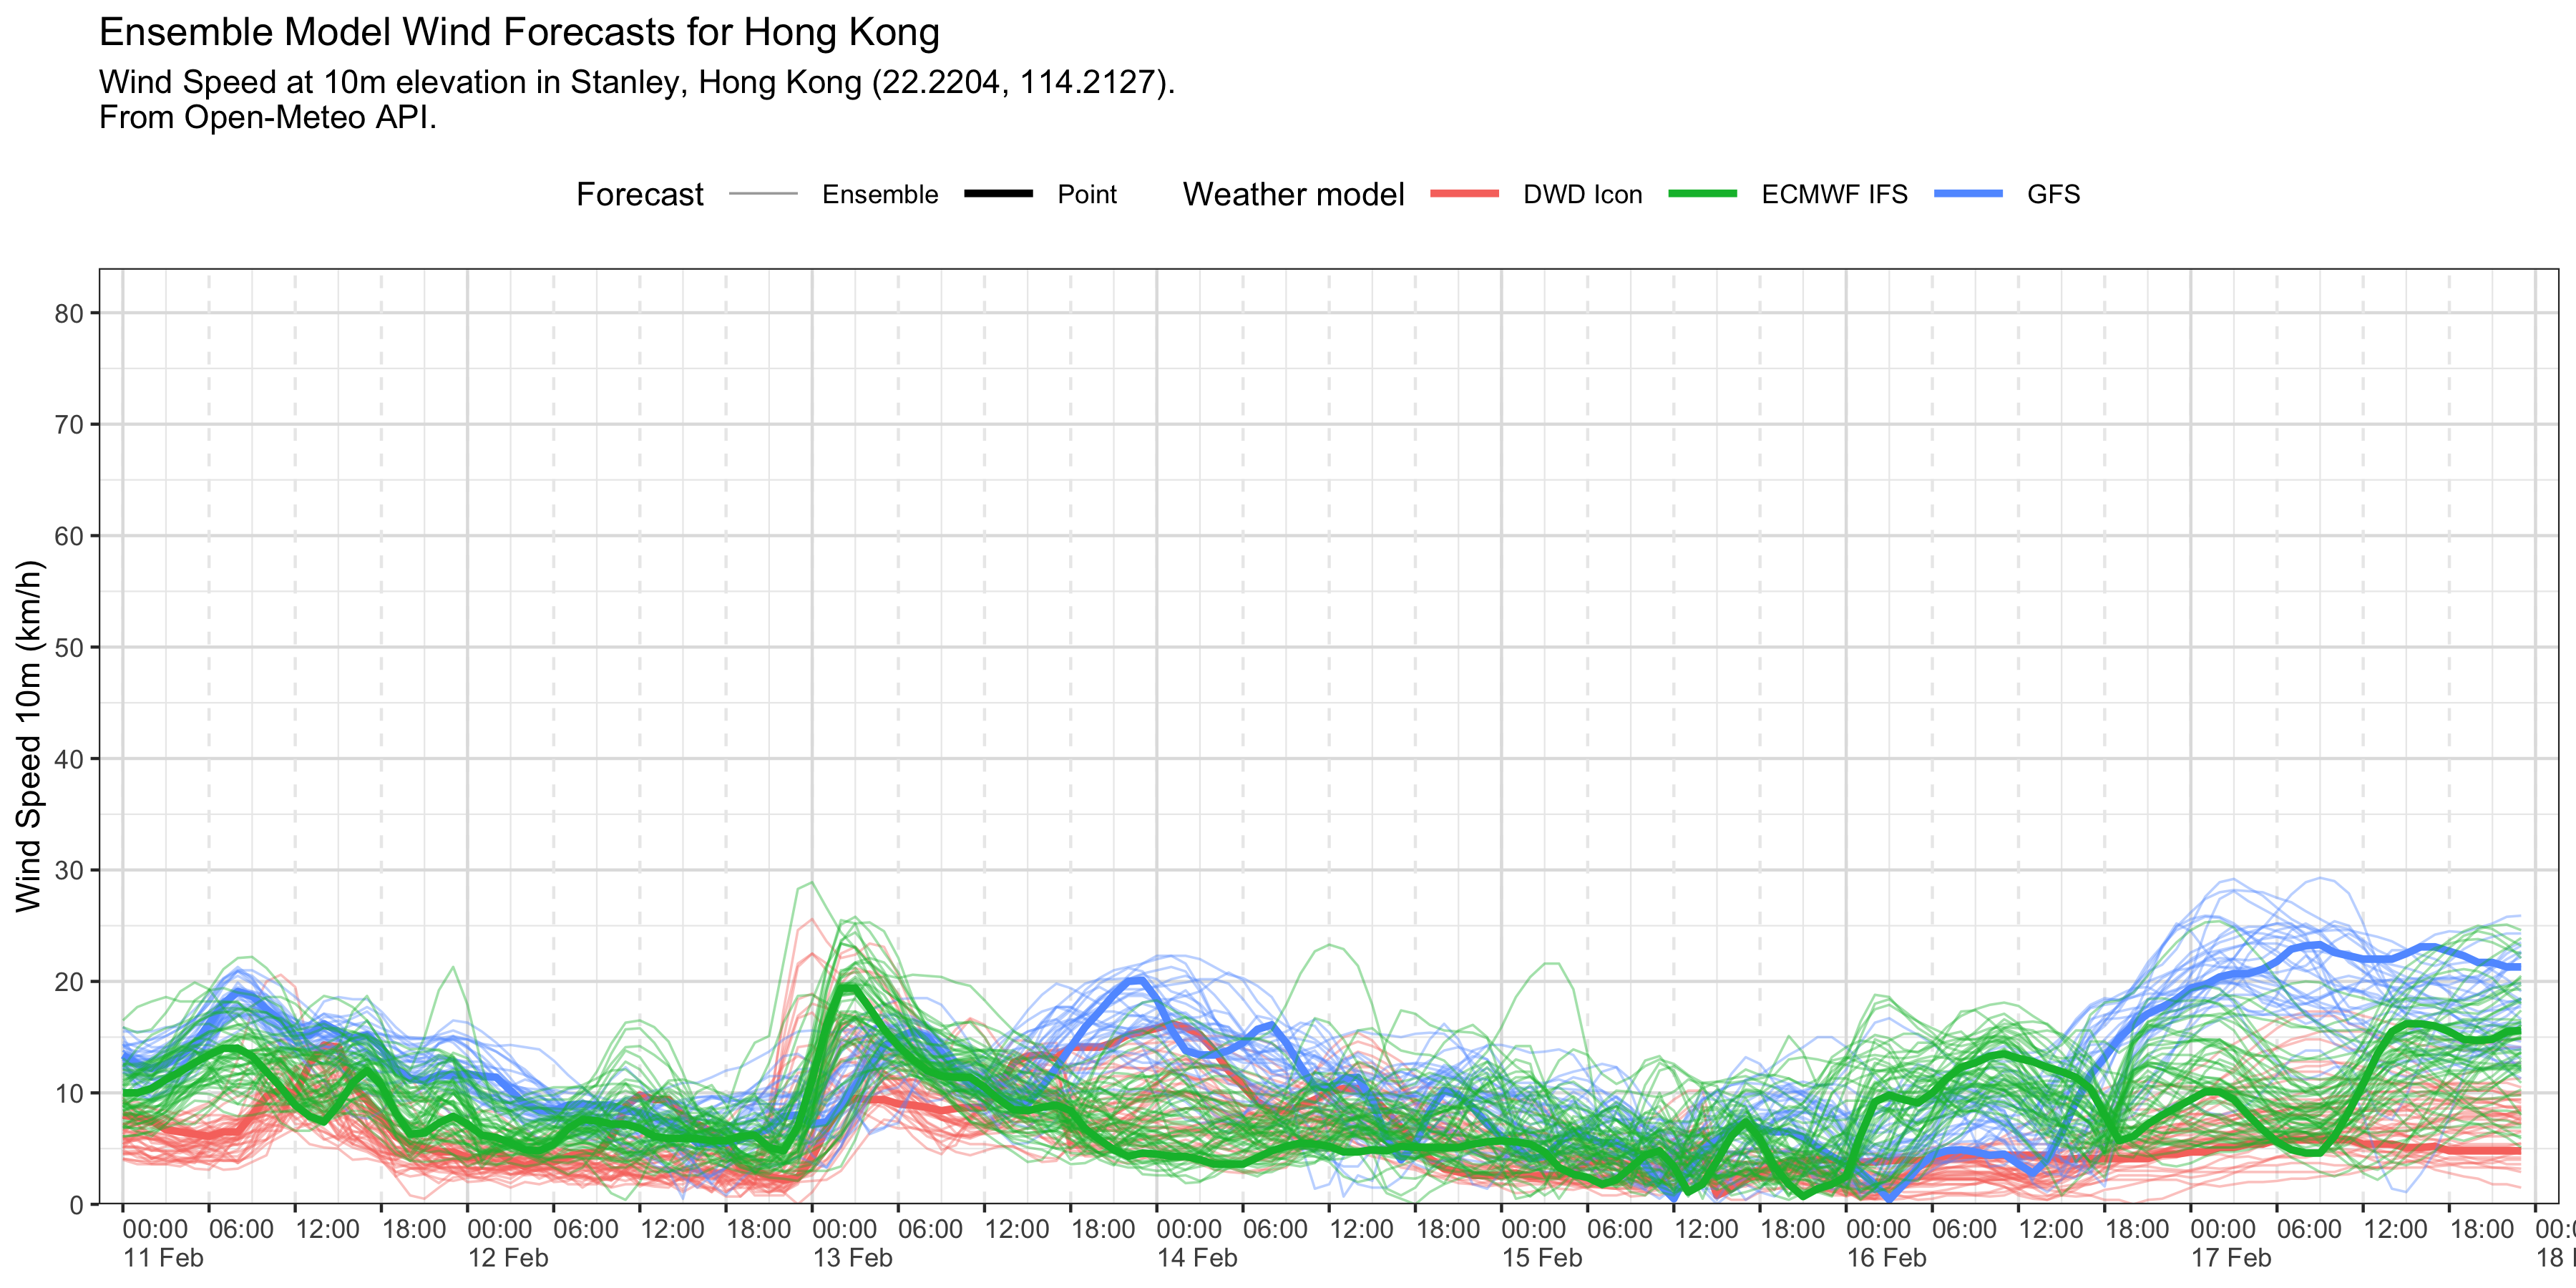 Ensemble Model Wind Forecasts for Hong Kong
Wind Speed at 10m elevation in Stanley, Hong Kong (22.2204, 114.2127).
From Open-Meteo API.
Forecast Ensemble Point Weather model DWD Icon ECMWF IFS GFS
Wind Speed 10m (km/h)
80
70
60
50
40
30
20
10
0
00:00 06:00 12:00 18:00 00:00 06:00 12:00 18:00 00:00 06:00 12:00 18:00 00:00 06:00 12:00 18:00 00:00 06:00 12:00 18:00 00:00 06:00 12:00 18:00 00:00 06:00 12:00 18:00
11 Feb 12 Feb 13 Feb 14 Feb 15 Feb 16 Feb 17 Feb 18